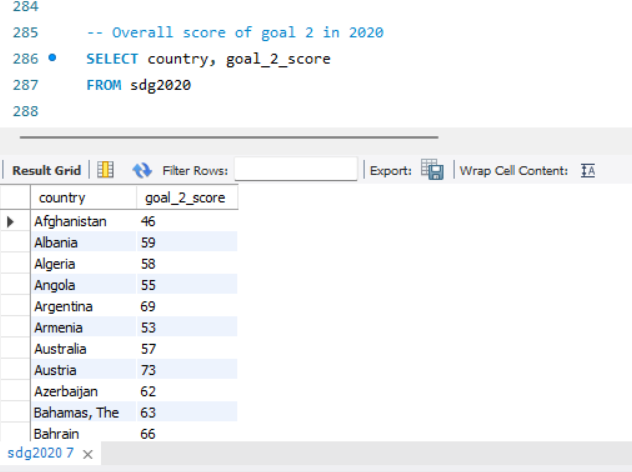 284
285 -- Overall score of goal 2 in 2020
286 SELECT country, goal_2_score
287 FROM sdg2020
288
Result Grid Filter Rows: Export: Wrap Cell Content: IA
country goal_2_score
Afghanistan 46
Albania 59
Algeria 58
Angola 55
Argentina 69
Armenia 53
Australia 57
Austria 73
Azerbaijan 62
Bahamas, The 63
Bahrain 66
sdg2020 7 ×